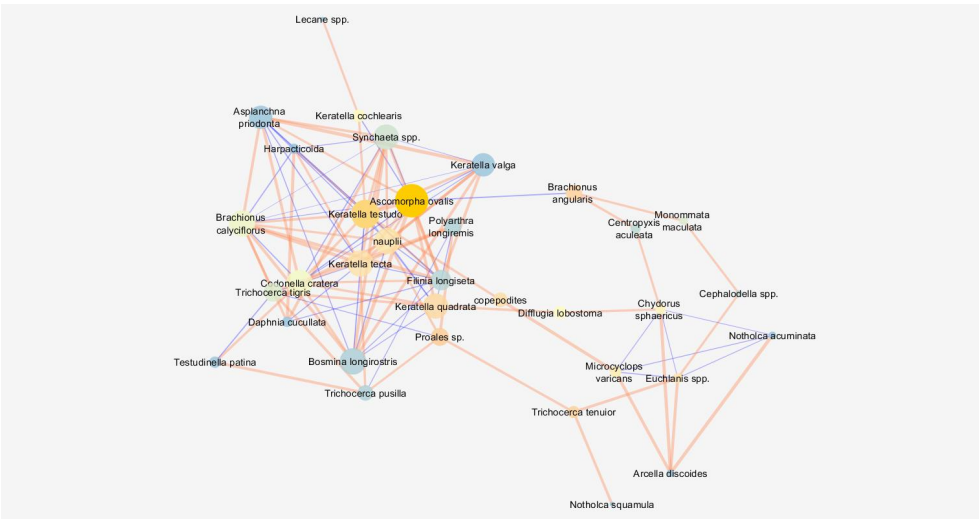 Lecane spp.
Asplanchna
priodonta
Keratella cochlearis
Synchaeta spp.
Harpacticoida
Keratella valga
Brachionus
angularis
Ascomorpha ovalis
Keratella testudo
Brachionus
calyciflorus
Polyarthra
longiremis
Centropyxis
aculeata
Monommata
maculata
nauplii
Keratella tecta
Codonella cratera
Filinia longiseta
Trichocerca tigris
Cephalodella spp.
Keratella quadrata
copepodites
Difflugia lobostoma
Chydorus
sphaericus
Daphnia cucullata
Proales sp.
Notholca acuminata
Testudinella patina
Bosmina longirostris
Microcyclops
varicans
Euchlanis spp.
Trichocerca pusilla
Trichocerca tenuior
Arcella discoides
Notholca squamula